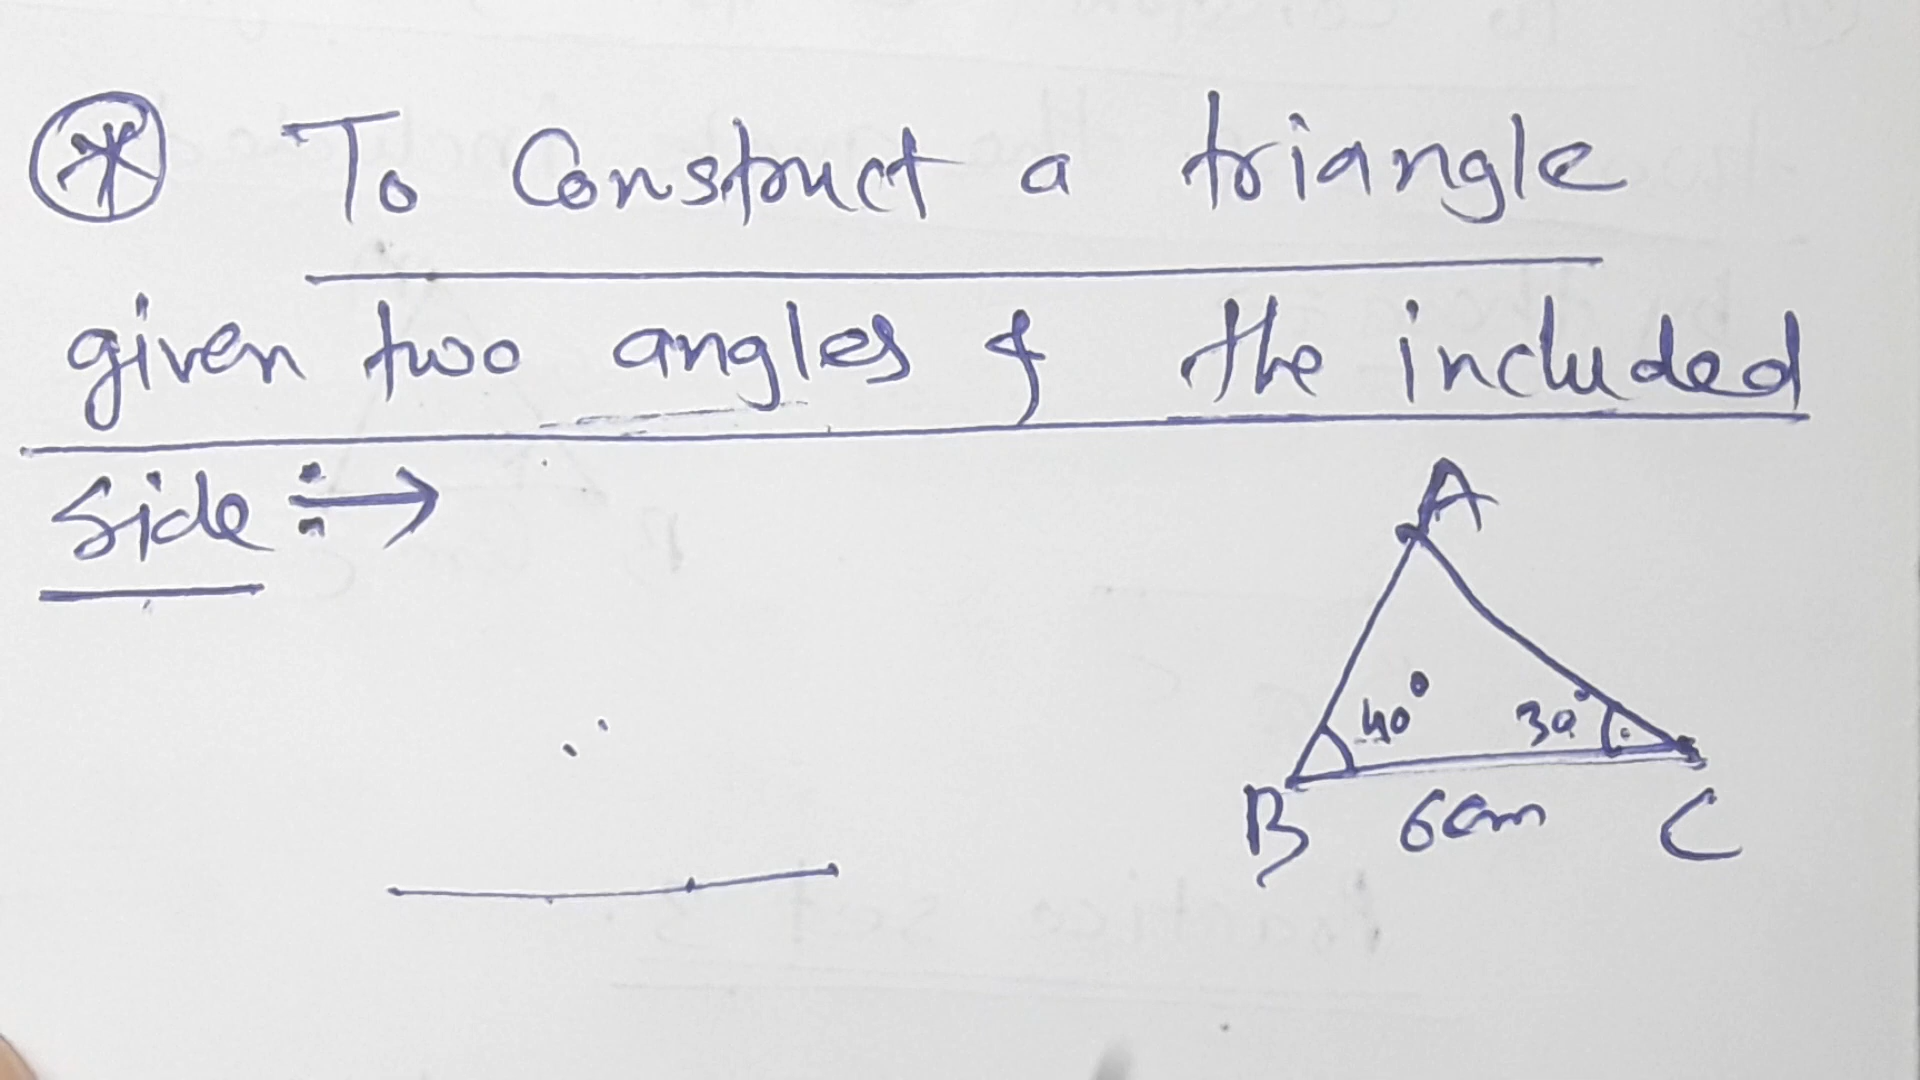 To Construct a triangle
given two angles & the included
side :→
A
40° 30°
B 6cm C